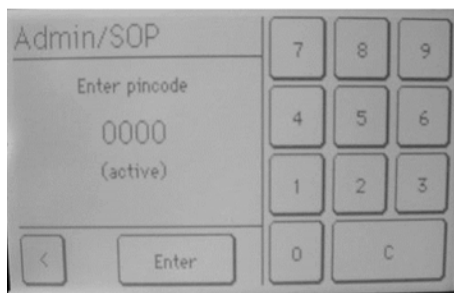 Admin/SOP
Enter pincode
0000
(active)
< Enter
7 8 9
4 5 6
1 2 3
0 C